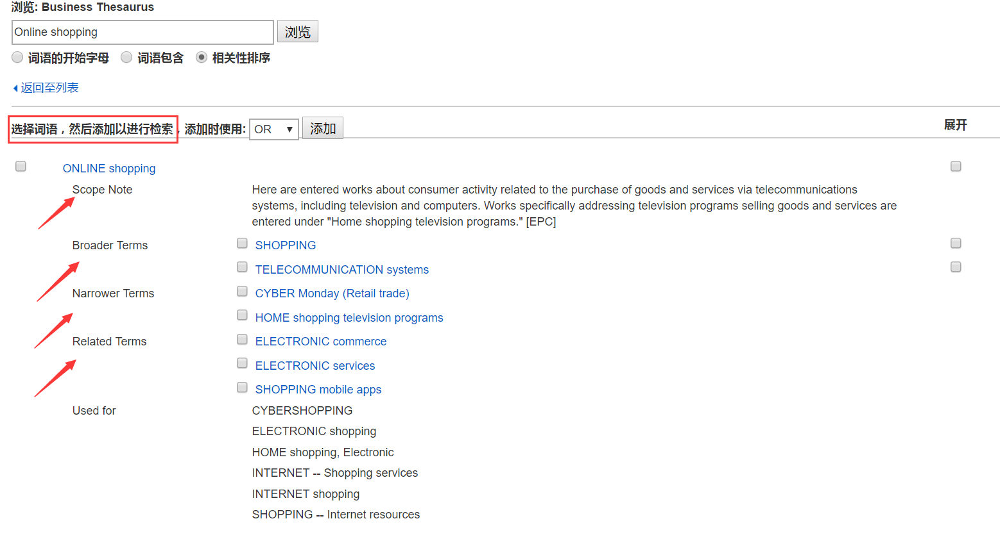 浏览: Business Thesaurus
Online shopping 浏览
词语的开始字母 词语包含 相关性排序
返回至列表
选择词语，然后添加以进行检索，添加时使用: OR 添加 展开
ONLINE shopping
Scope Note Here are entered works about consumer activity related to the purchase of goods and services via telecommunications
systems, including television and computers. Works specifically addressing television programs selling goods and services are
entered under "Home shopping television programs." [EPC]
Broader Terms SHOPPING
TELECOMMUNICATION systems
Narrower Terms CYBER Monday (Retail trade)
HOME shopping television programs
Related Terms ELECTRONIC commerce
ELECTRONIC services
SHOPPING mobile apps
Used for CYBERSHOPPING
ELECTRONIC shopping
HOME shopping, Electronic
INTERNET -- Shopping services
INTERNET shopping
SHOPPING -- Internet resources